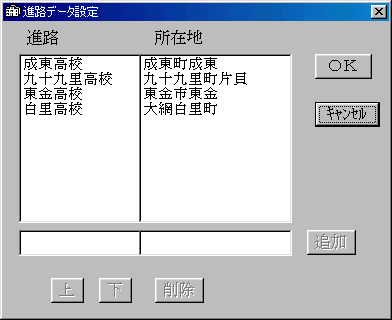 進路データ設定
進路 所在地
成東高校 成東町成東
九十九里高校 九十九里町片貝
東金高校 東金市東金
白里高校 大網白里町
OK
キャンセル
追加
上 下 削除